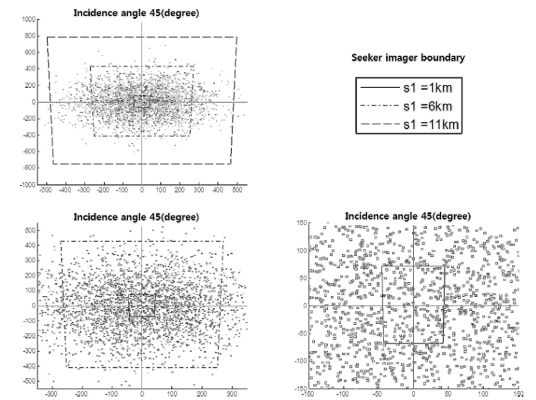 Incidence angle 45(degree)
1000
800
600
400
200
0
-200
-400
-600
-800
1000
-500 -400 -300 -200 -100 0 100 200 300 400 500
Seeker imager boundary
s1 =1km
s1 =6km
s1 =11km
Incidence angle 45(degree)
500
400
300
200
100
0
-100
-200
-300
-400
-500
-300 -200 -100 0 100 200 300
Incidence angle 45(degree)
150
100
50
0
-50
-100
-150
-150 -100 -50 0 50 100 150